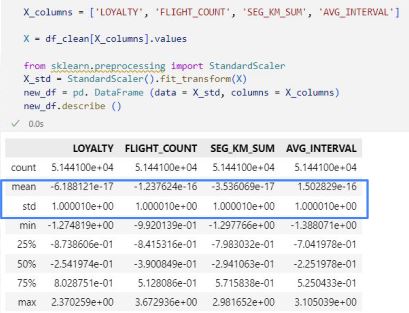 X_columns = ['LOYALTY', 'FLIGHT_COUNT', 'SEG_KM_SUM', 'AVG_INTERVAL']
X = df_clean[X_columns].values
from sklearn.preprocessing import StandardScaler
X_std = StandardScaler().fit_transform(X)
new_df = pd. DataFrame (data = X_std, columns = X_columns)
new_df.describe ()
✓ 0.0s
LOYALTY FLIGHT_COUNT SEG_KM_SUM AVG_INTERVAL
count 5.144100e+04 5.144100e+04 5.144100e+04 5.144100e+04
mean -6.188121e-17 -1.237624e-16 -3.536069e-17 1.502829e-16
std 1.000010e+00 1.000010e+00 1.000010e+00 1.000010e+00
min -1.274819e+00 -9.920139e-01 -1.297766e+00 -1.388071e+00
25% -8.738606e-01 -8.415316e-01 -7.983032e-01 -7.041978e-01
50% -2.541974e-01 -3.900849e-01 -2.941063e-01 -2.251978e-01
75% 8.028751e-01 5.128086e-01 5.715838e-01 5.250433e-01
max 2.370259e+00 3.672936e+00 2.981652e+00 3.105039e+00